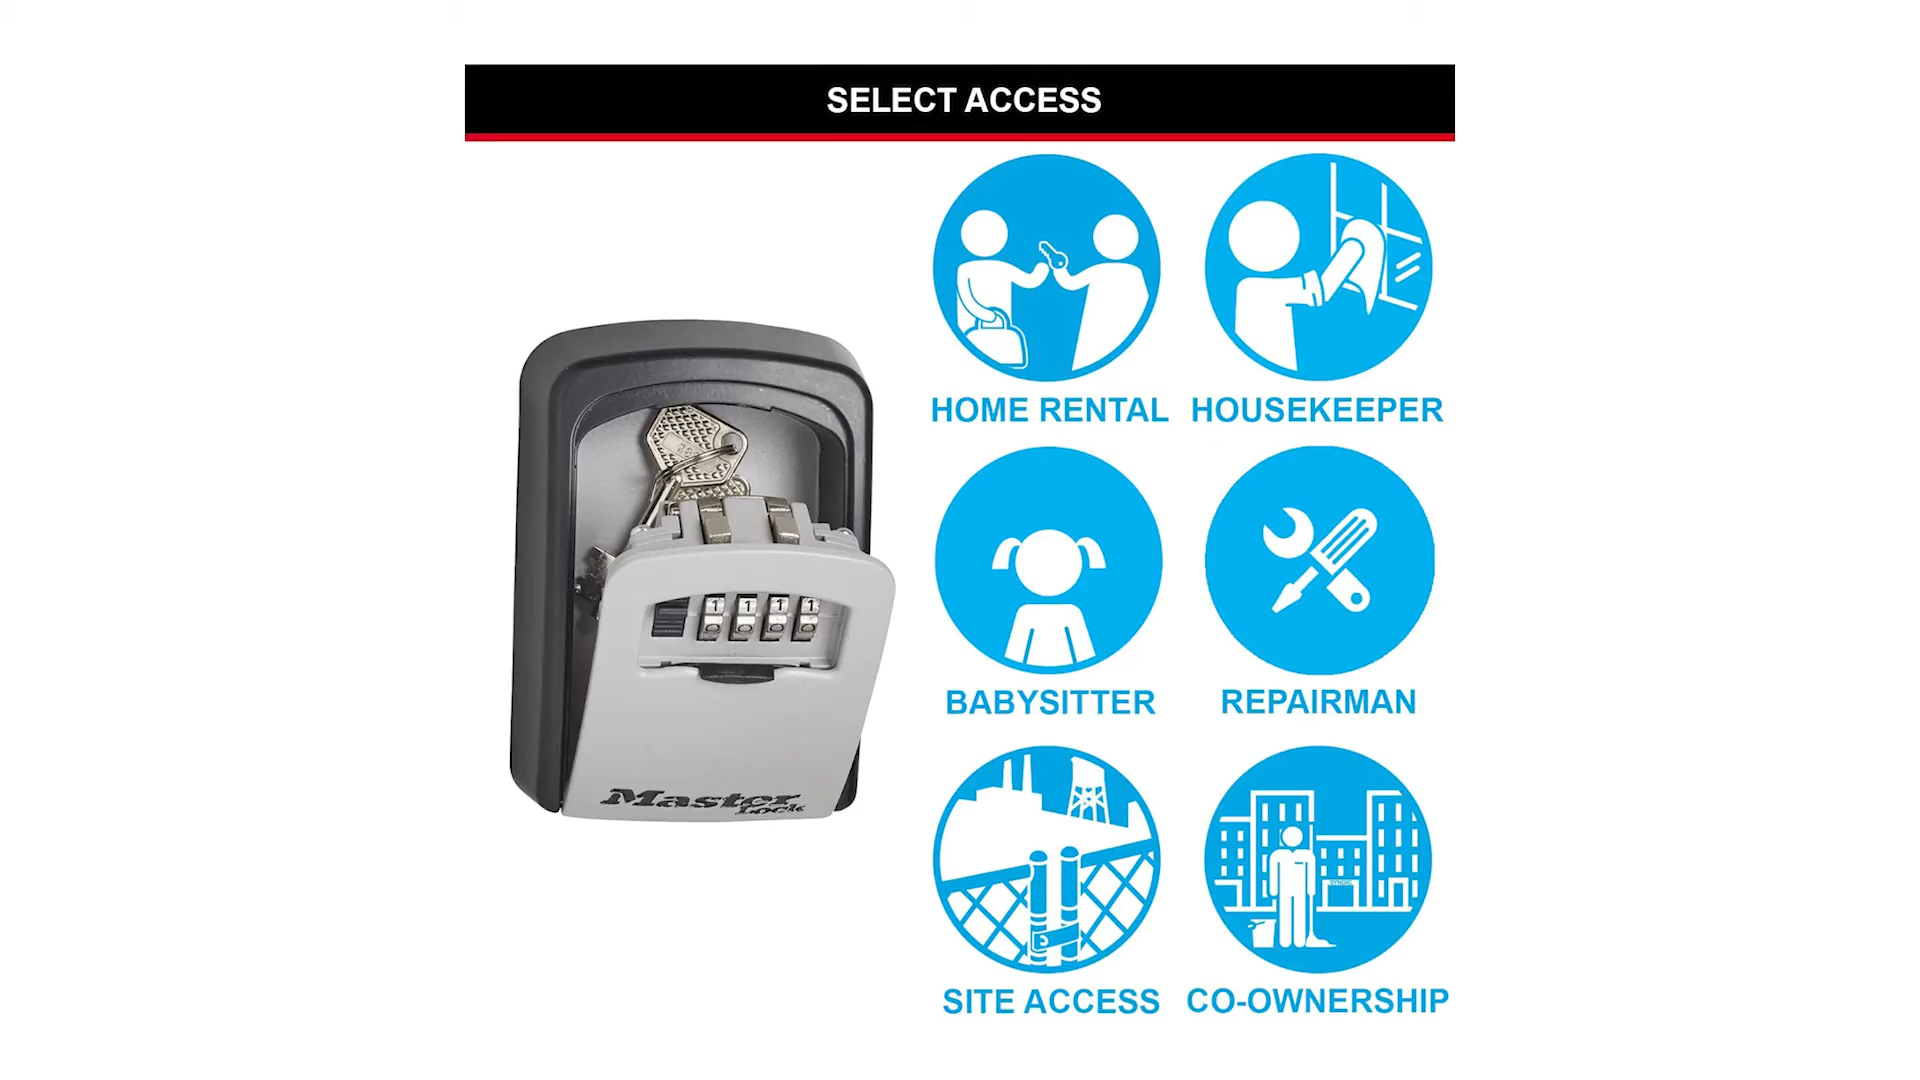 SELECT ACCESS
HOME RENTAL
HOUSEKEEPER
1 1 1 1
BABYSITTER
REPAIRMAN
Master
Lock
SITE ACCESS
CO-OWNERSHIP